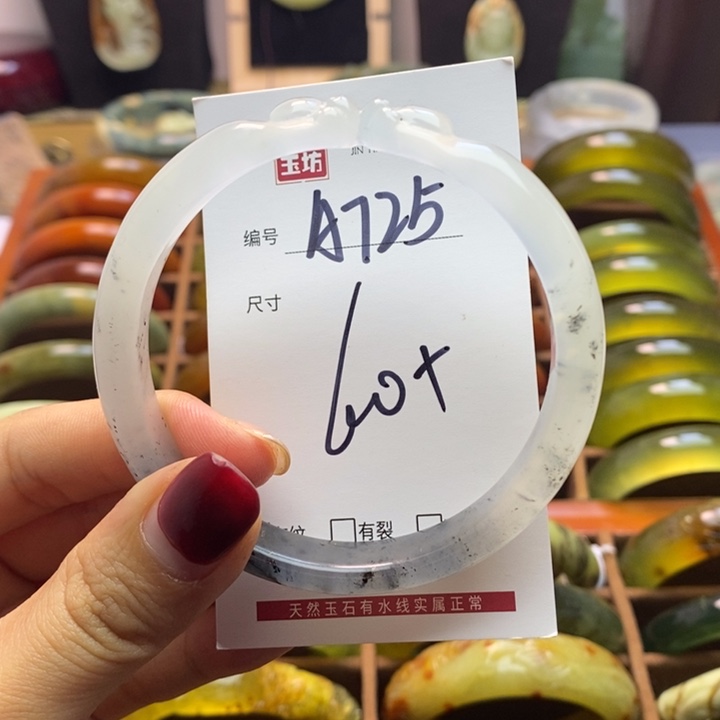 玉坊
编号 A725
尺寸
60+
纹 □有裂 □
天然玉石有水线实属正常